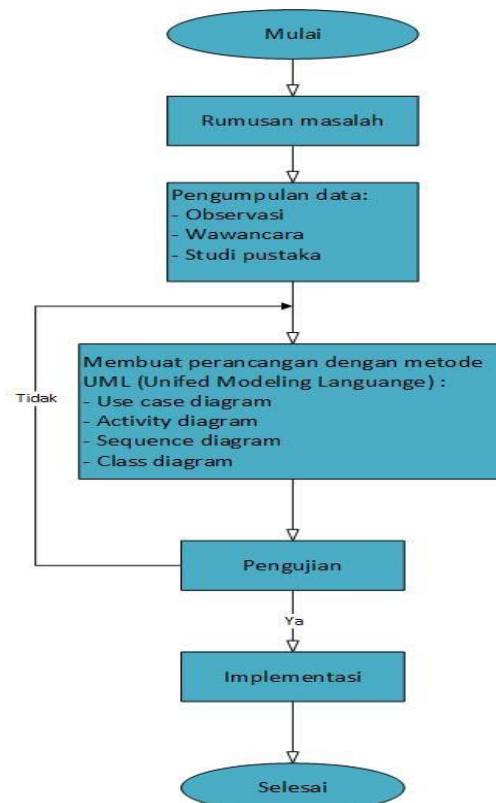 Mulai
Rumusan masalah
Pengumpulan data:
- Observasi
- Wawancara
- Studi pustaka
Membuat perancangan dengan metode
UML (Unifed Modeling Languange) :
- Use case diagram
- Activity diagram
- Sequence diagram
- Class diagram
Tidak
Pengujian
Ya
Implementasi
Selesai